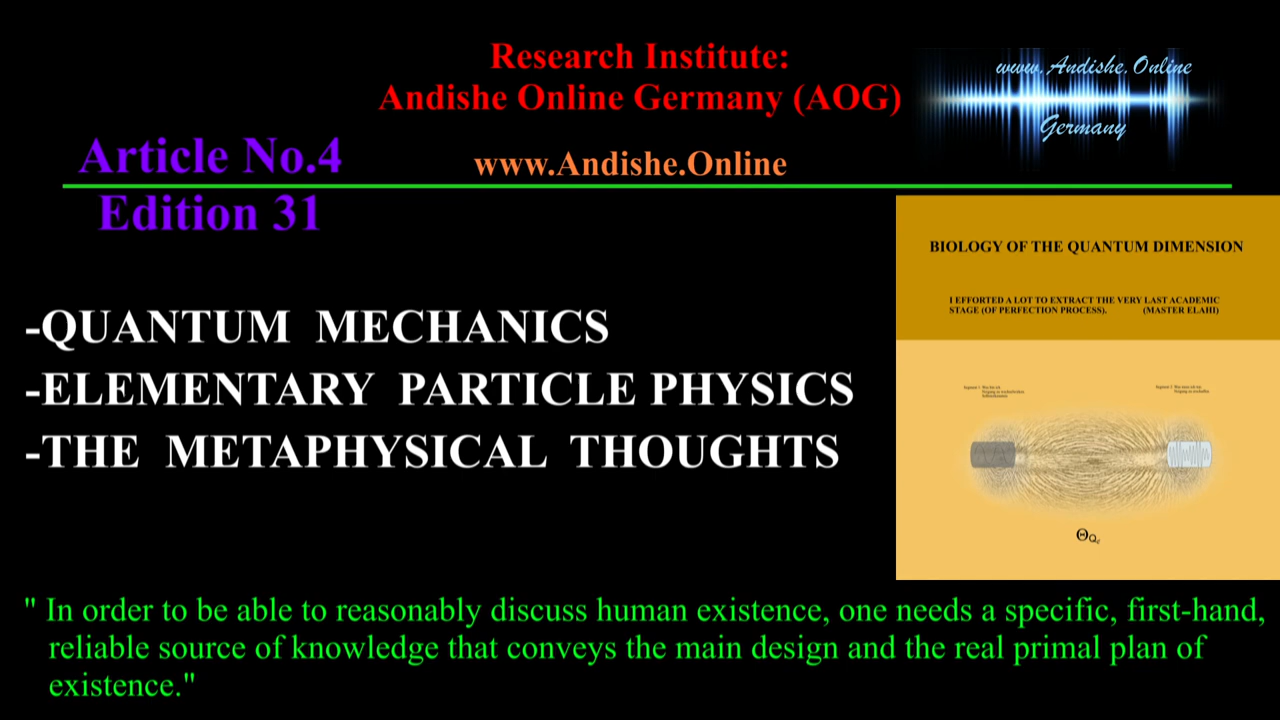 Research Institute:
Andishe Online Germany (AOG)
www.Andishe.Online
www.Andishe.Online
Germany
Article No.4
Edition 31
-QUANTUM MECHANICS
-ELEMENTARY PARTICLE PHYSICS
-THE METAPHYSICAL THOUGHTS
BIOLOGY OF THE QUANTUM DIMENSION
I EFFORTED A LOT TO EXTRACT THE VERY LAST ACADEMIC
STAGE (OF PERFECTION PROCESS). (MASTER ELAHI)
" In order to be able to reasonably discuss human existence, one needs a specific, first-hand,
reliable source of knowledge that conveys the main design and the real primal plan of
existence."